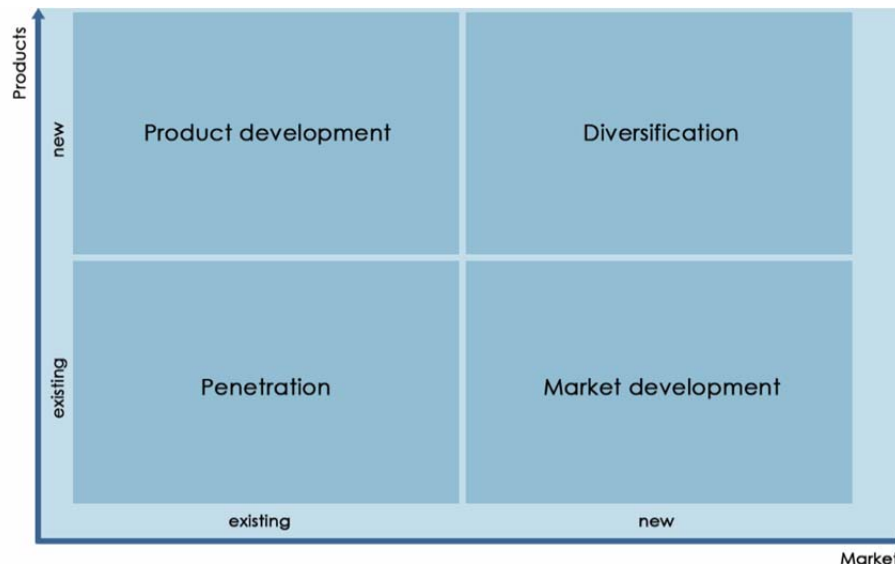 Products
new
Product development
Diversification
existing
Penetration
Market development
existing
new
Market